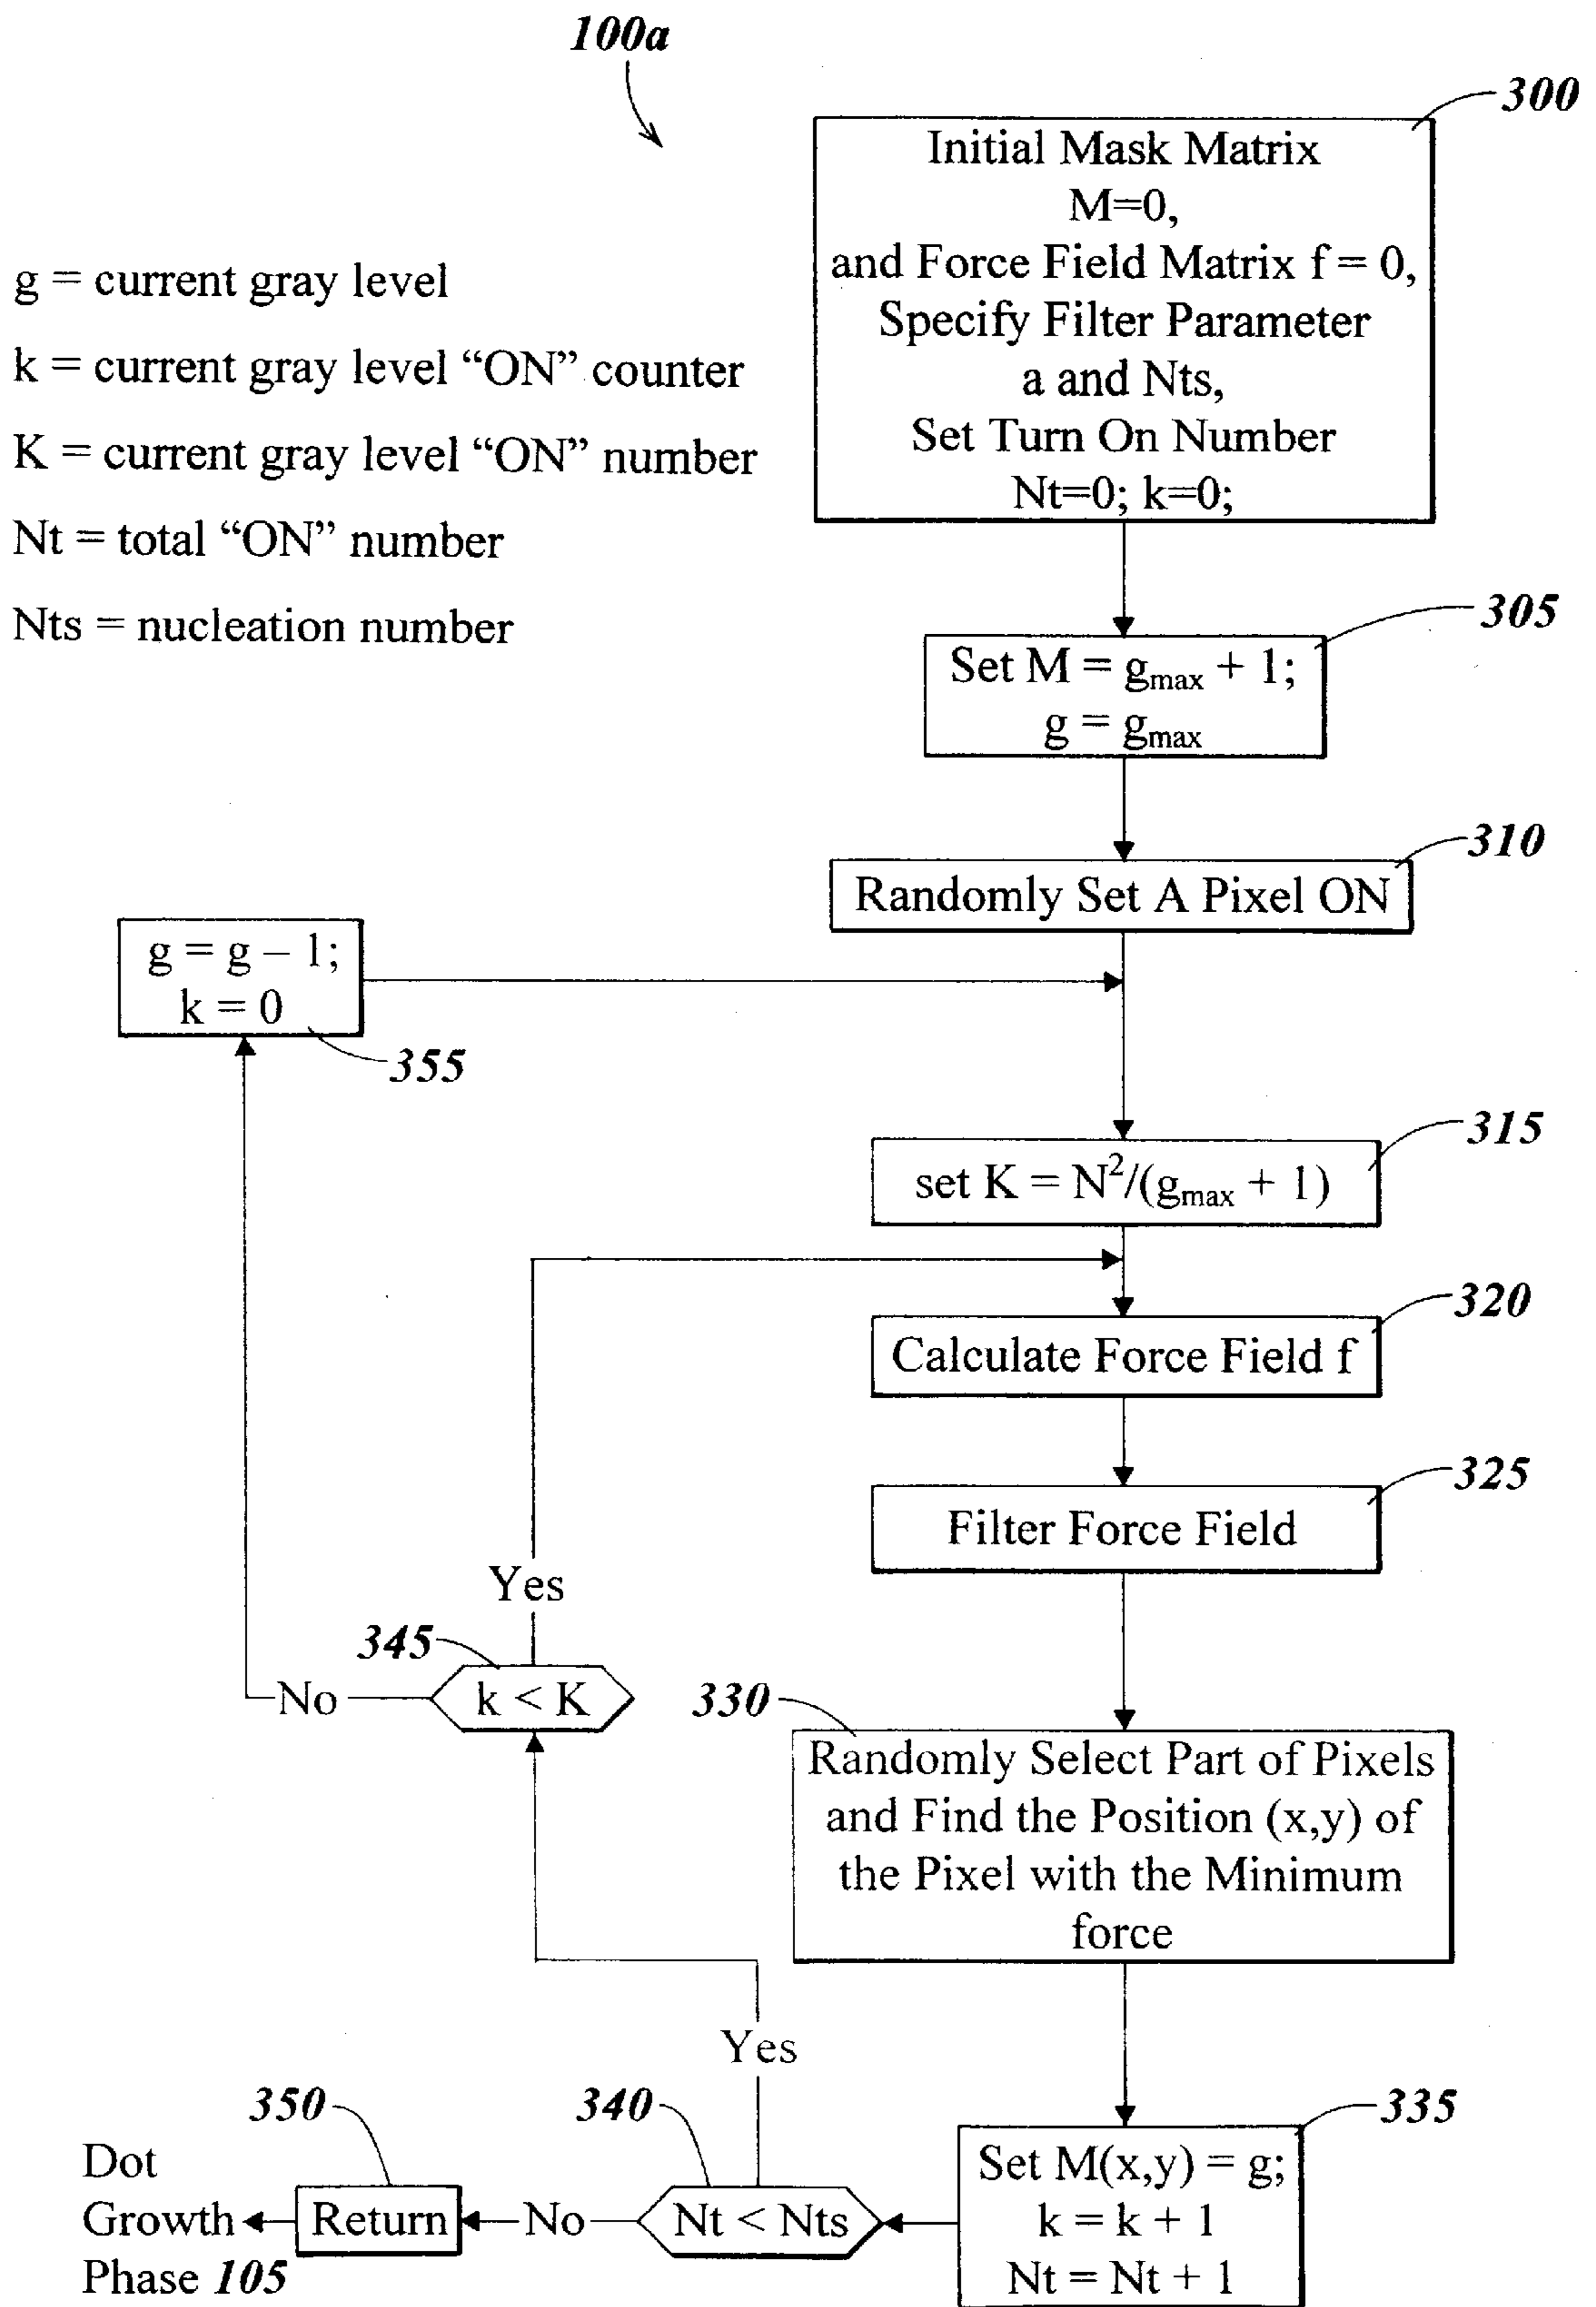 100a
300
Initial Mask Matrix
M=0,
and Force Field Matrix f = 0,
Specify Filter Parameter
a and Nts,
Set Turn On Number
Nt=0; k=0;
g = current gray level
k = current gray level “ON” counter
K = current gray level “ON” number
Nt = total “ON” number
Nts = nucleation number
305
Set M = gmax + 1;
g = gmax
310
Randomly Set A Pixel ON
g = g – 1;
k = 0
355
315
set K = N²/(gmax + 1)
320
Calculate Force Field f
325
Filter Force Field
Yes
345
k < K
No
330
Randomly Select Part of Pixels
and Find the Position (x,y) of
the Pixel with the Minimum
force
Yes
335
Set M(x,y) = g;
k = k + 1
Nt = Nt + 1
340
Nt < Nts
No
350
Return
Dot
Growth
Phase 105